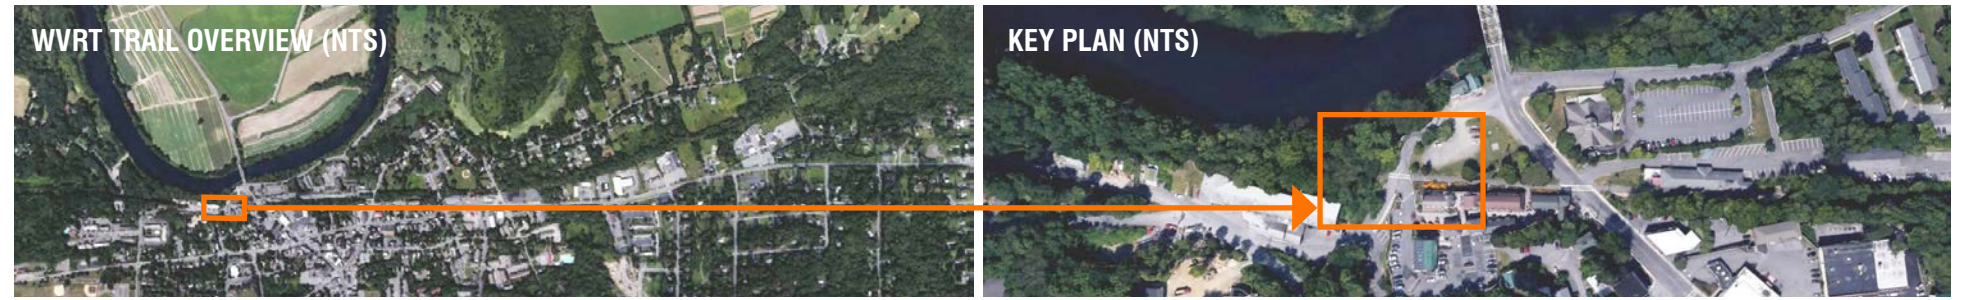 WVRT TRAIL OVERVIEW (NTS)
KEY PLAN (NTS)